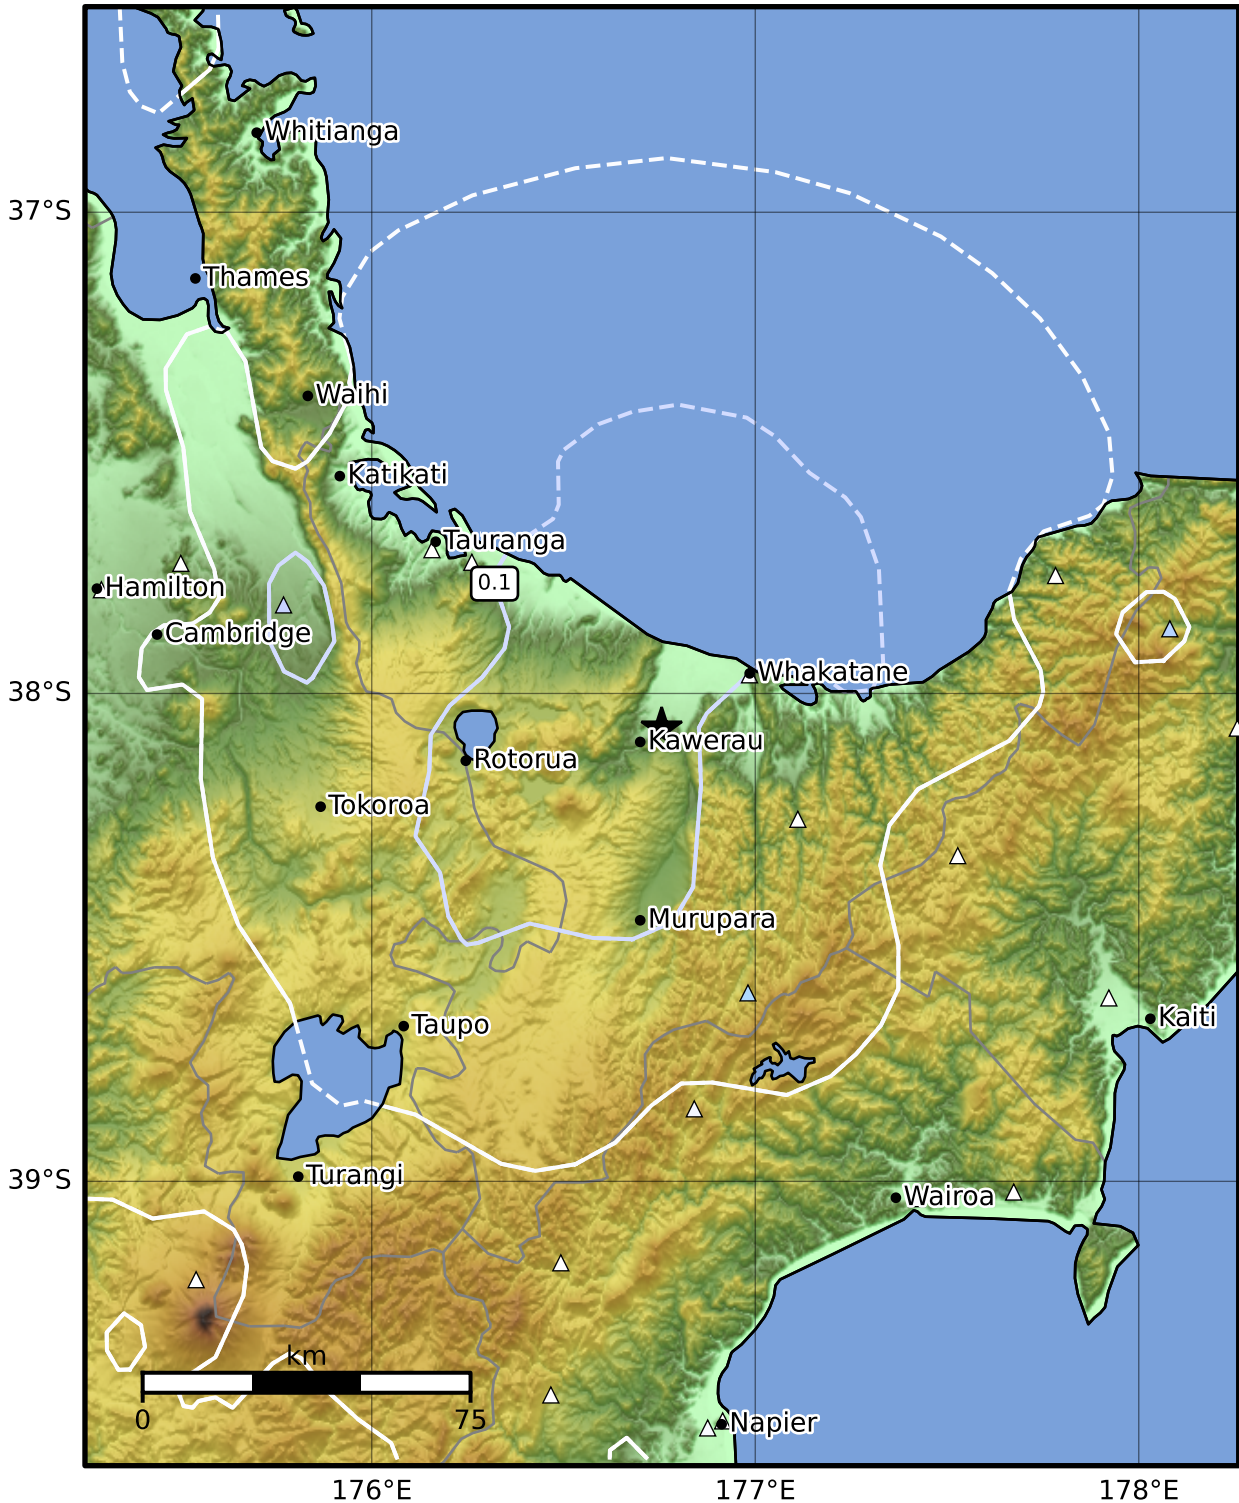 Whitianga
37°S
Thames
Waihi
Katikati
Tauranga
0.1
Hamilton
Cambridge
Whakatane
38°S
Kawerau
Rotorua
Tokoroa
Murupara
Taupo
Kaiti
Turangi
39°S
Wairoa
km
0
75
Napier
176°E
177°E
178°E